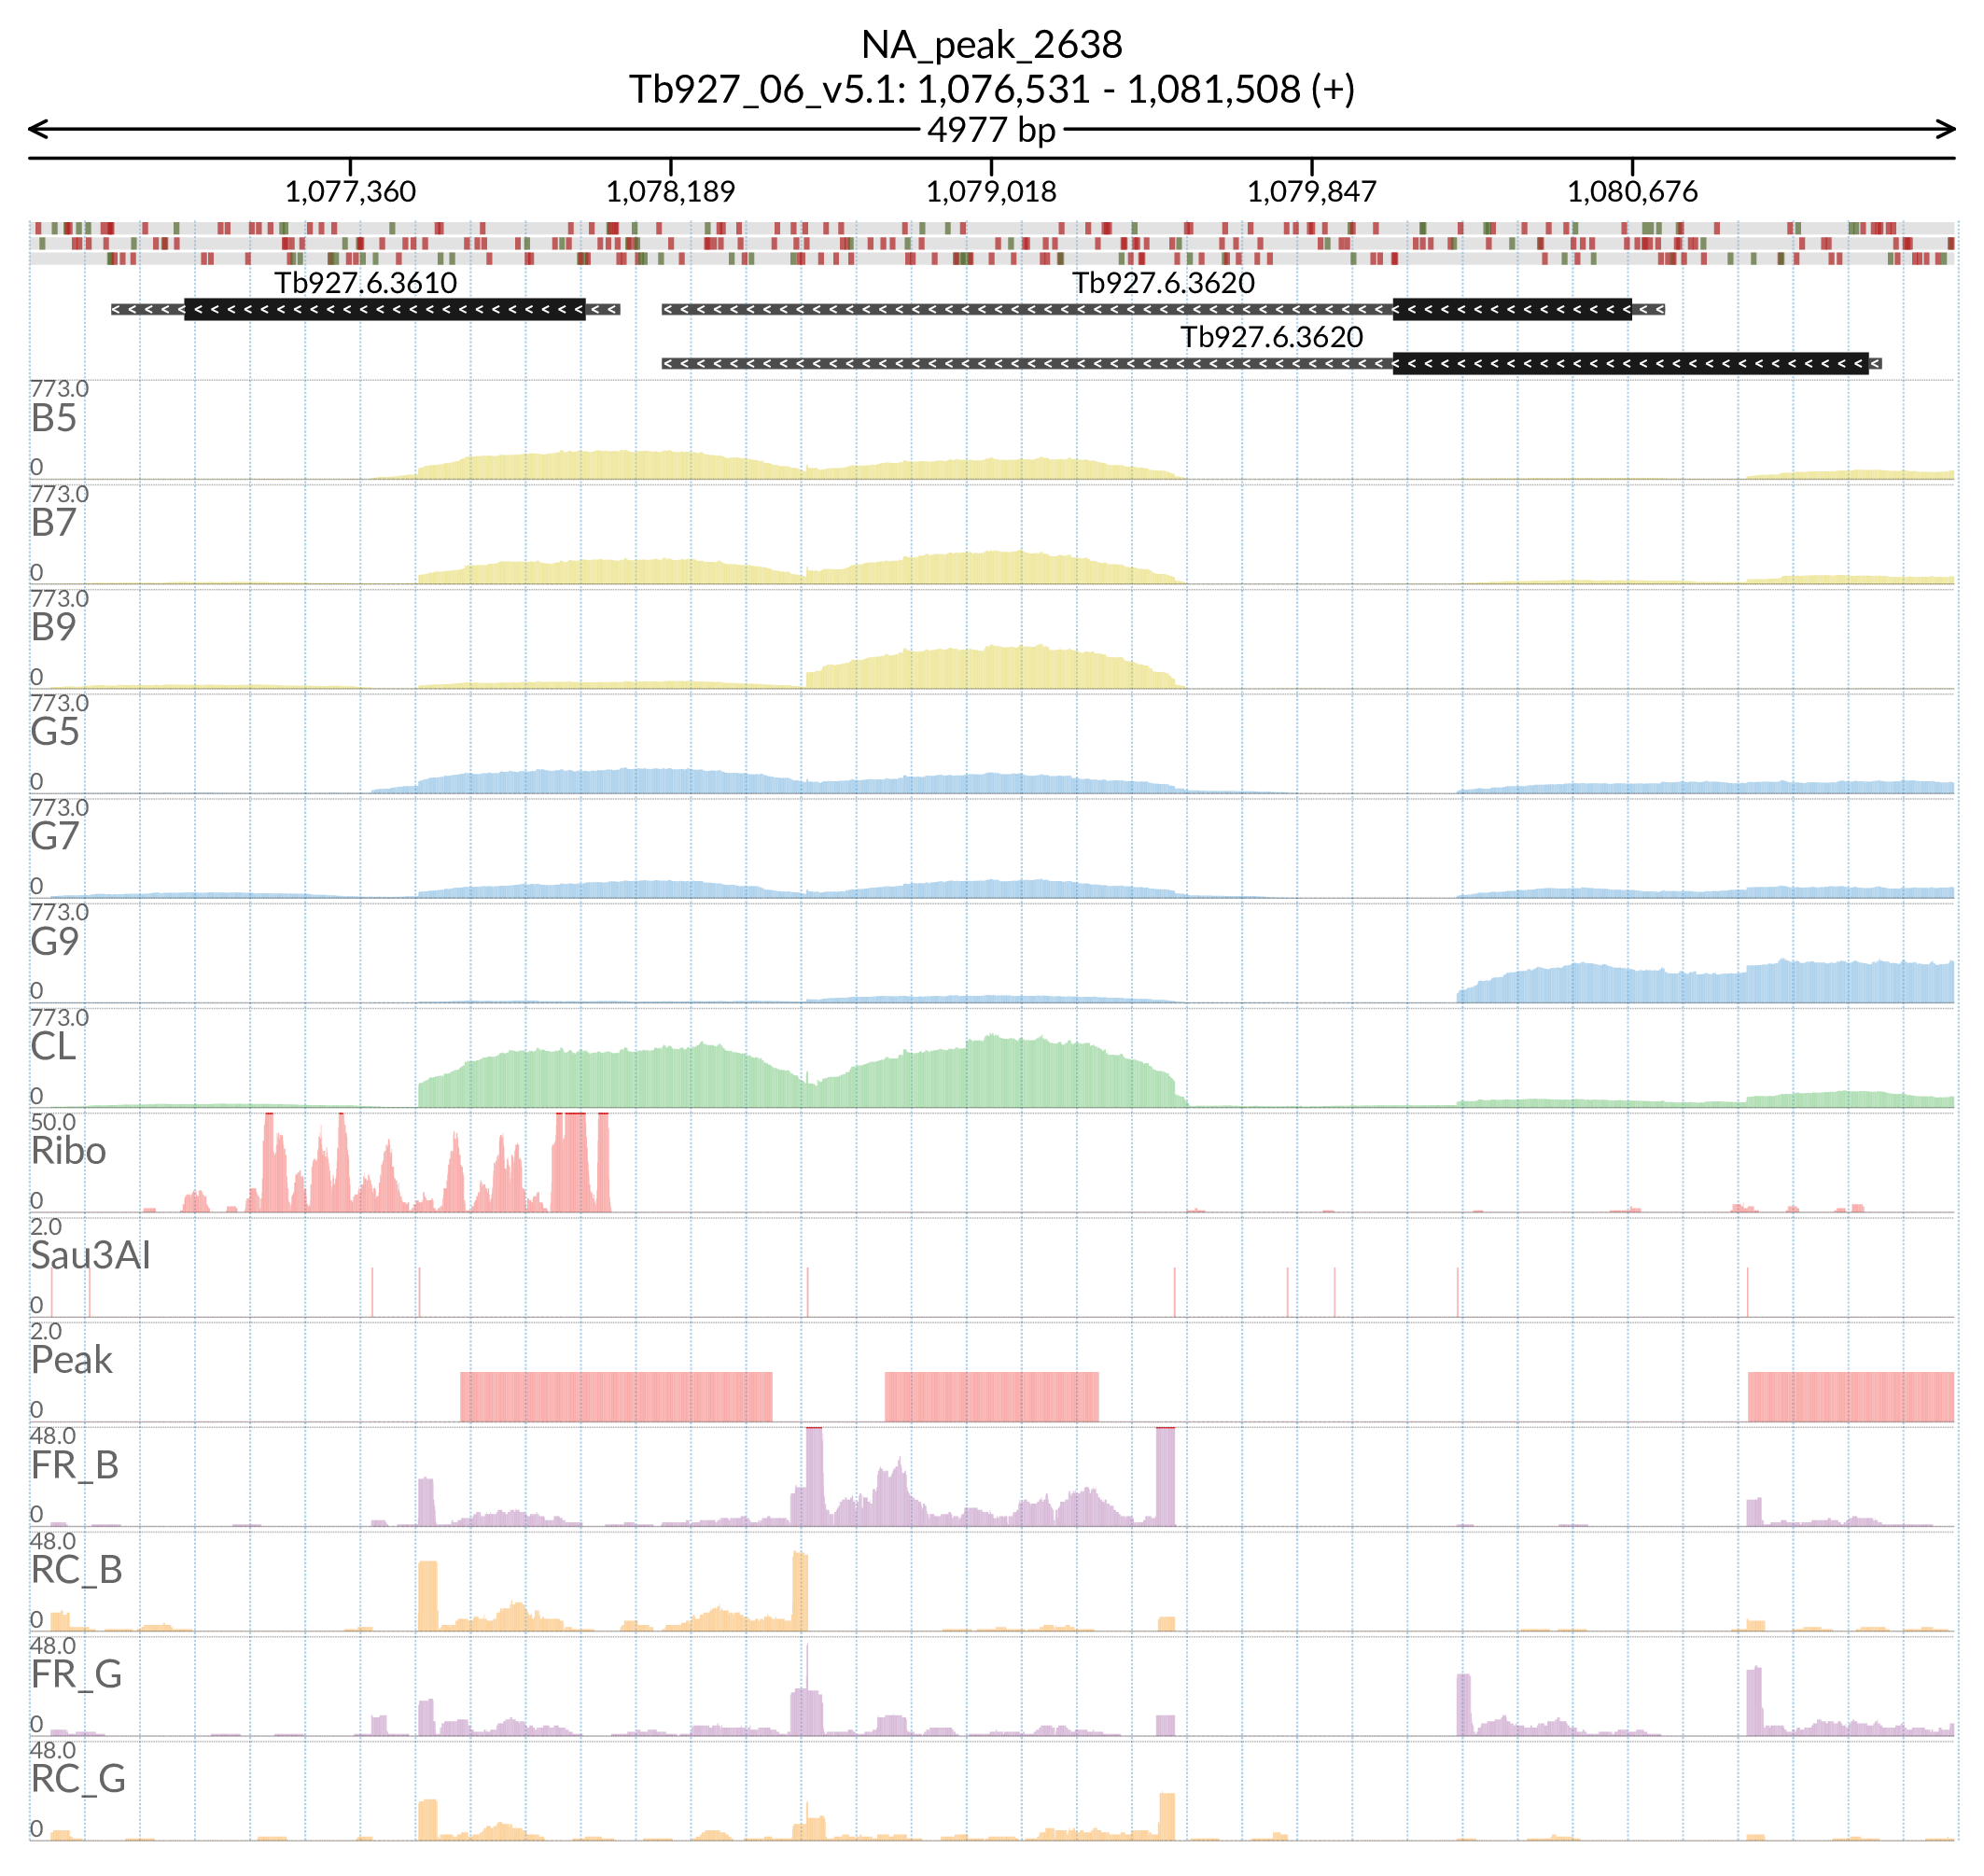 NA_peak_2638
Tb927_06_v5.1: 1,076,531 - 1,081,508 (+)
4977 bp
1,077,360 1,078,189 1,079,018 1,079,847 1,080,676
Tb927.6.3610 Tb927.6.3620
Tb927.6.3620
773.0
B5
0
773.0
B7
0
773.0
B9
0
773.0
G5
0
773.0
G7
0
773.0
G9
0
773.0
CL
0
50.0
Ribo
0
2.0
Sau3AI
0
2.0
Peak
0
48.0
FR_B
0
48.0
RC_B
0
48.0
FR_G
0
48.0
RC_G
0